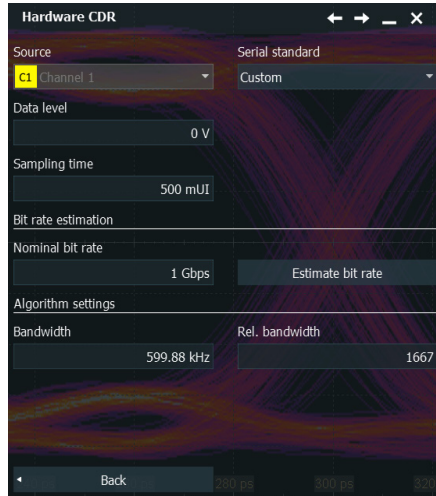 Hardware CDR
Source
Serial standard
C1 Channel 1
Custom
Data level
0 V
Sampling time
500 mUI
Bit rate estimation
Nominal bit rate
1 Gbps
Estimate bit rate
Algorithm settings
Bandwidth
Rel. bandwidth
599.88 kHz
1667
Back
280 ps
300 ps
320